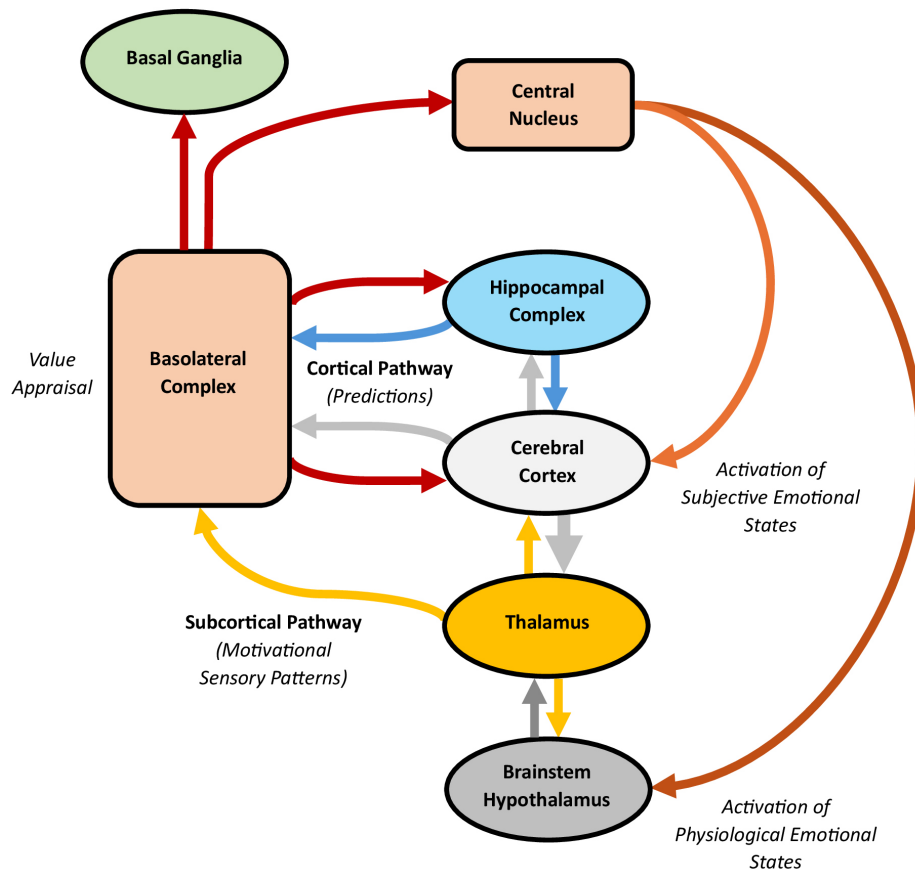 Basal Ganglia
Central
Nucleus
Hippocampal
Complex
Value
Appraisal
Basolateral
Complex
Cortical Pathway
(Predictions)
Cerebral
Cortex
Activation of
Subjective Emotional
States
Subcortical Pathway
(Motivational
Sensory Patterns)
Thalamus
Brainstem
Hypothalamus
Activation of
Physiological Emotional
States